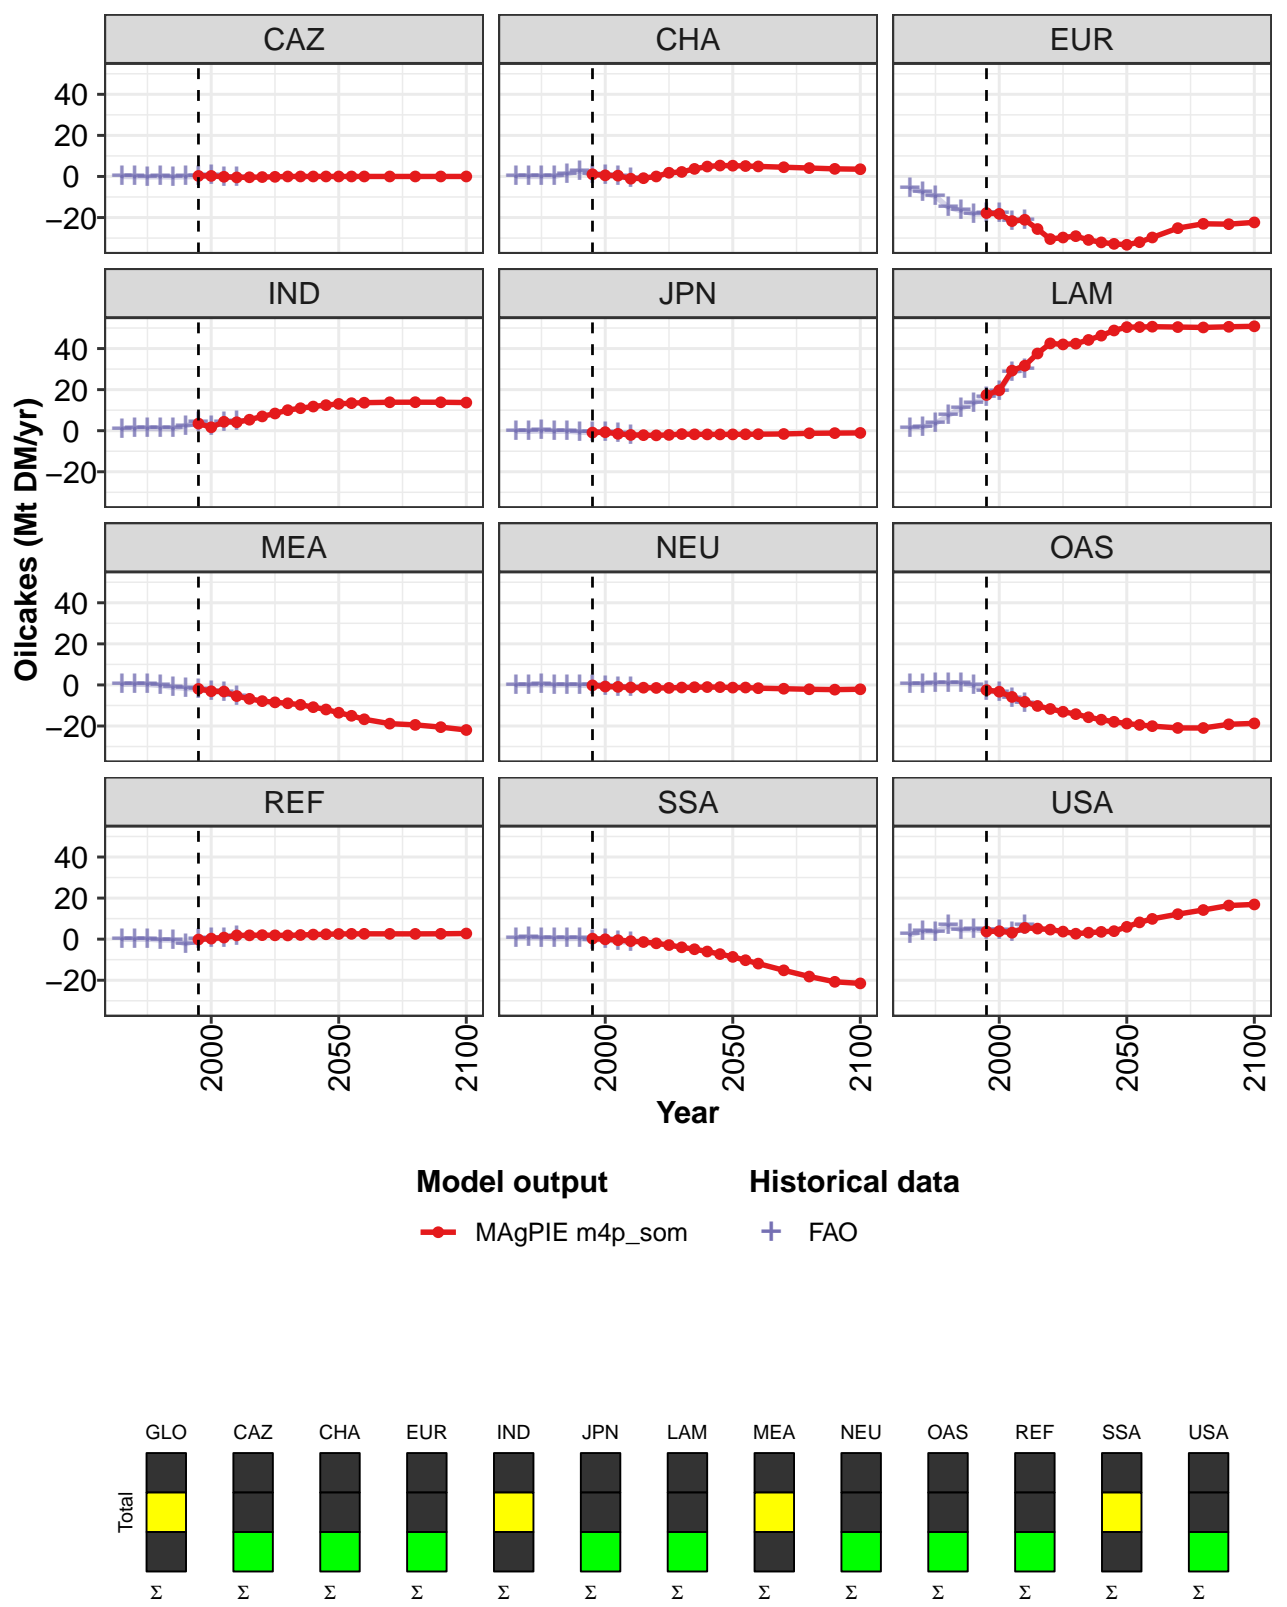 CAZ CHA EUR
40
20
0
−20
IND JPN LAM
40
20
0
−20
Oilcakes (Mt DM/yr)
MEA NEU OAS
40
20
0
−20
REF SSA USA
40
20
0
−20
2000 2050 2100 2000 2050 2100 2000 2050 2100
Year
Model output Historical data
MAgPIE m4p_som FAO
GLO CAZ CHA EUR IND JPN LAM MEA NEU OAS REF SSA USA
Total
Σ Σ Σ Σ Σ Σ Σ Σ Σ Σ Σ Σ Σ